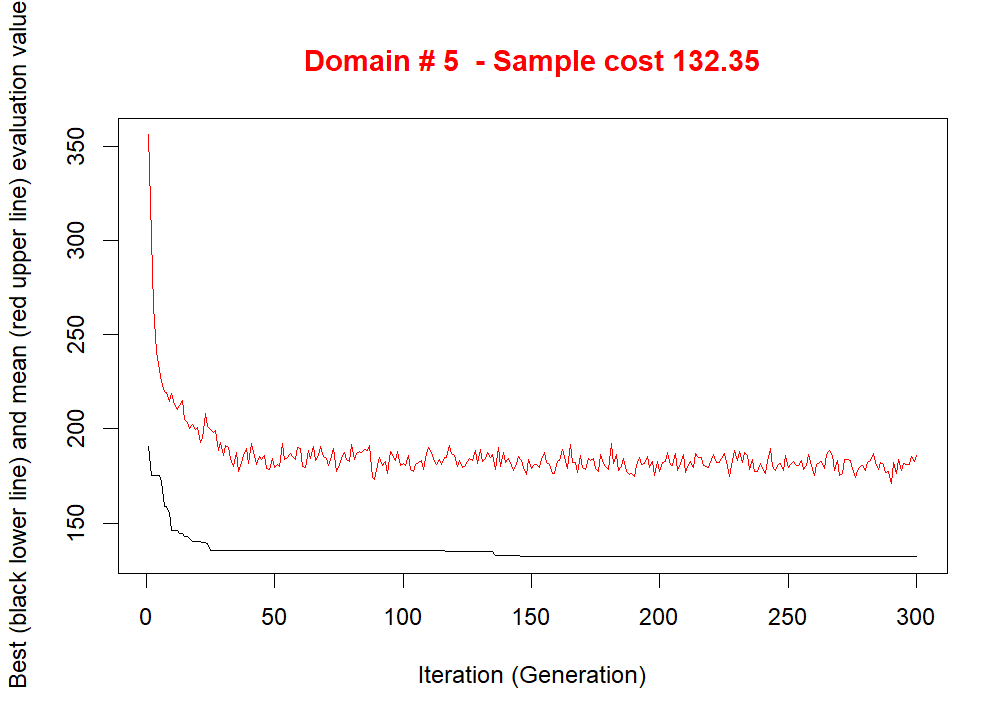 Domain # 5  - Sample cost 132.35
Best (black lower line) and mean (red upper line) evaluation value
350
300
250
200
150
0 50 100 150 200 250 300
Iteration (Generation)